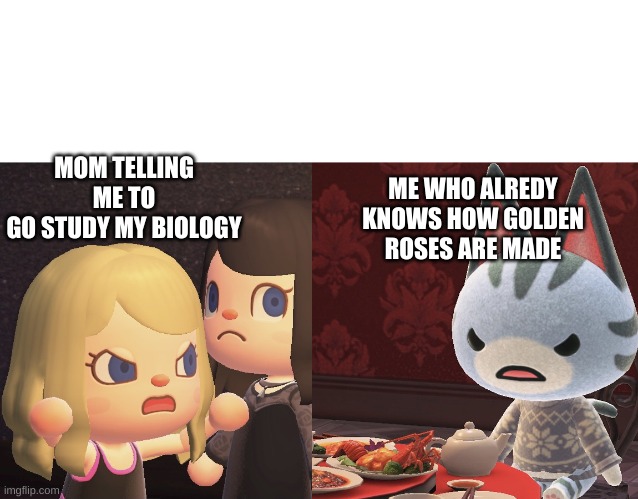 MOM TELLING
ME TO
GO STUDY MY BIOLOGY
ME WHO ALREDY
KNOWS HOW GOLDEN
ROSES ARE MADE
imgflip.com